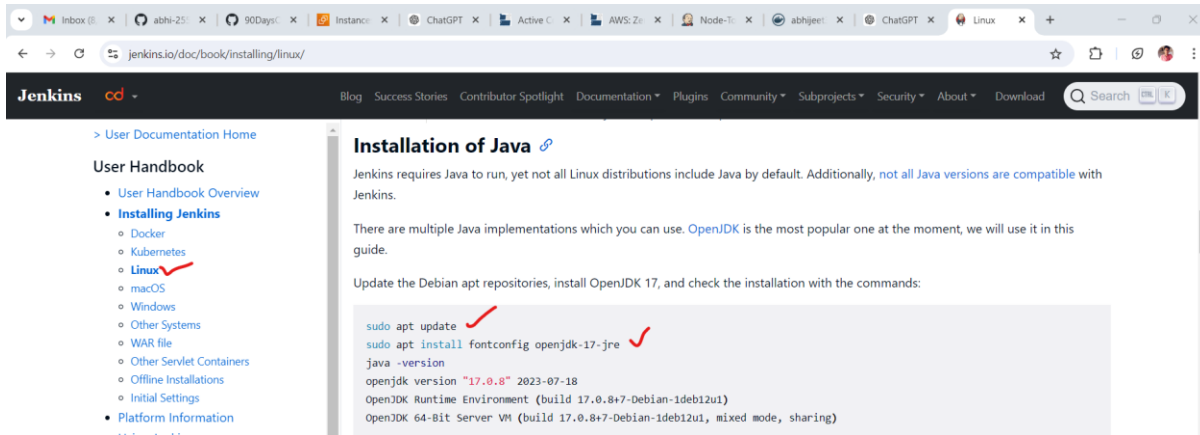 Inbox (8
abhi-25
90DaysC
Instance
ChatGPT
Active C
AWS: Ze
Node-To
abhijeet
ChatGPT
Linux
jenkins.io/doc/book/installing/linux/
Jenkins cd Blog Success Stories Contributor Spotlight Documentation Plugins Community Subprojects Security About Download Search CTRL K
> User Documentation Home
User Handbook
User Handbook Overview
Installing Jenkins
Docker
Kubernetes
Linux
macOS
Windows
Other Systems
WAR file
Other Servlet Containers
Offline Installations
Initial Settings
Platform Information
Installation of Java
Jenkins requires Java to run, yet not all Linux distributions include Java by default. Additionally, not all Java versions are compatible with
Jenkins.
There are multiple Java implementations which you can use. OpenJDK is the most popular one at the moment, we will use it in this
guide.
Update the Debian apt repositories, install OpenJDK 17, and check the installation with the commands:
sudo apt update
sudo apt install fontconfig openjdk-17-jre
java -version
openjdk version "17.0.8" 2023-07-18
OpenJDK Runtime Environment (build 17.0.8+7-Debian-1deb12u1)
OpenJDK 64-Bit Server VM (build 17.0.8+7-Debian-1deb12u1, mixed mode, sharing)